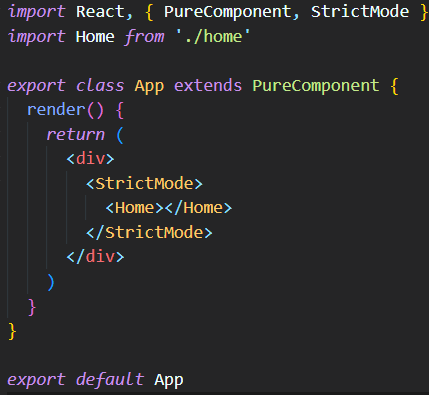 import React, { PureComponent, StrictMode }
import Home from './home'
export class App extends PureComponent {
render() {
return (
<div>
<StrictMode>
<Home></Home>
</StrictMode>
</div>
)
}
}
export default App